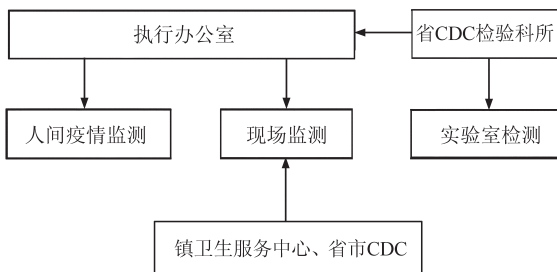 执行办公室
省CDC检验科所
人间疫情监测
现场监测
实验室检测
镇卫生服务中心、省市CDC